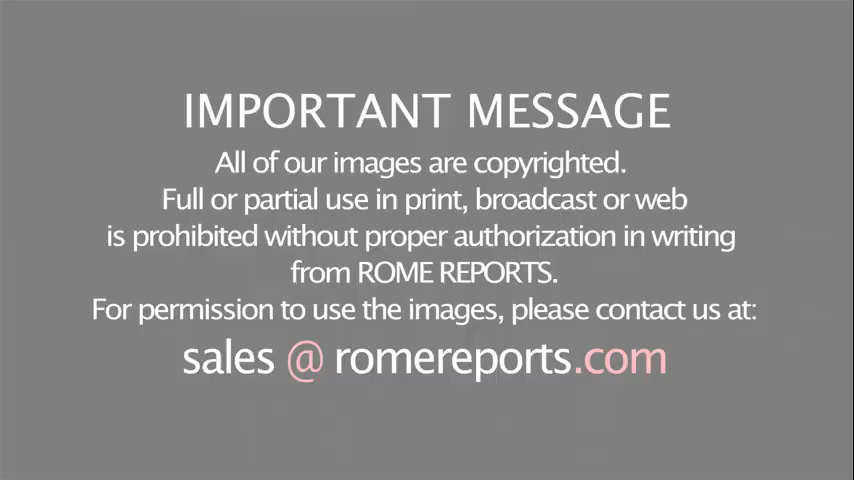 IMPORTANT MESSAGE
All of our images are copyrighted.
Full or partial use in print, broadcast or web
is prohibited without proper authorization in writing
from ROME REPORTS.
For permission to use the images, please contact us at:
sales @ romereports.com